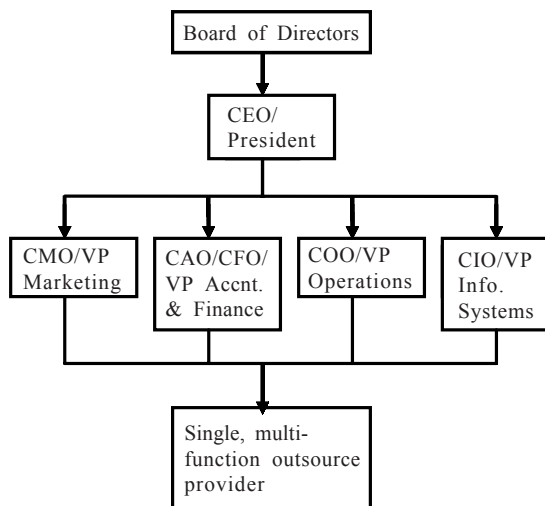 Board of Directors
CEO/
President
CMO/VP
Marketing
CAO/CFO/
VP Accnt.
& Finance
COO/VP
Operations
CIO/VP
Info.
Systems
Single, multi-
function outsource
provider